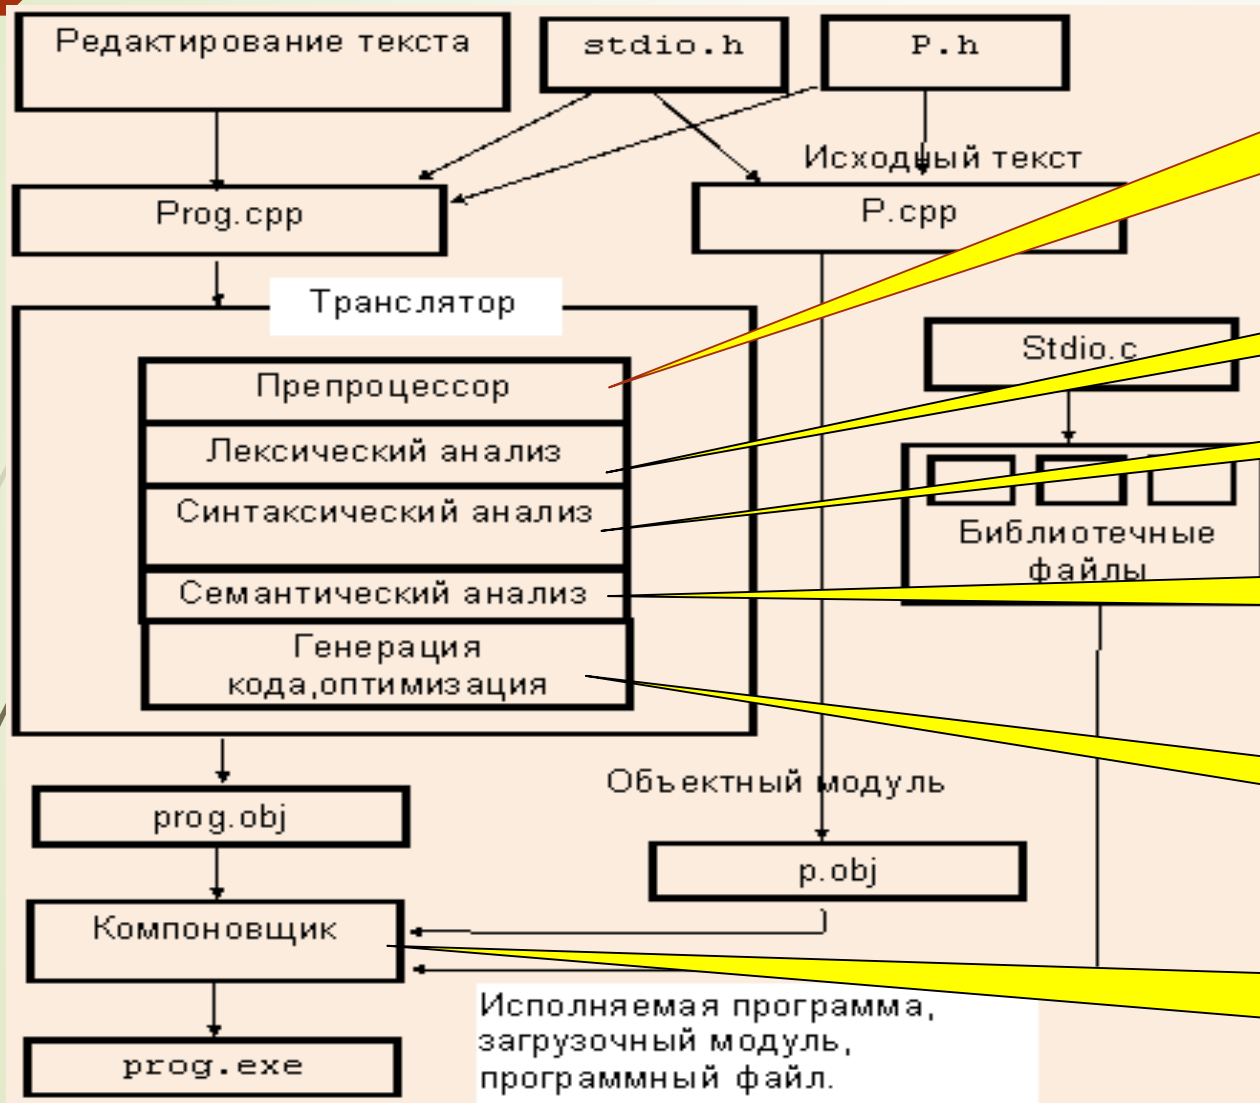 Редактирование текста
stdio.h
P.h
Исходный текст
Prog.cpp
P.cpp
Транслятор
Stdio.c
Препроцессор
Лексический анализ
Синтаксический анализ
Библиотечные
файлы
Семантический анализ
Генерация
кода,оптимизация
Объектный модуль
prog.obj
p.obj
Компоновщик
Исполняемая программа,
загрузочный модуль,
программный файл.
prog.exe